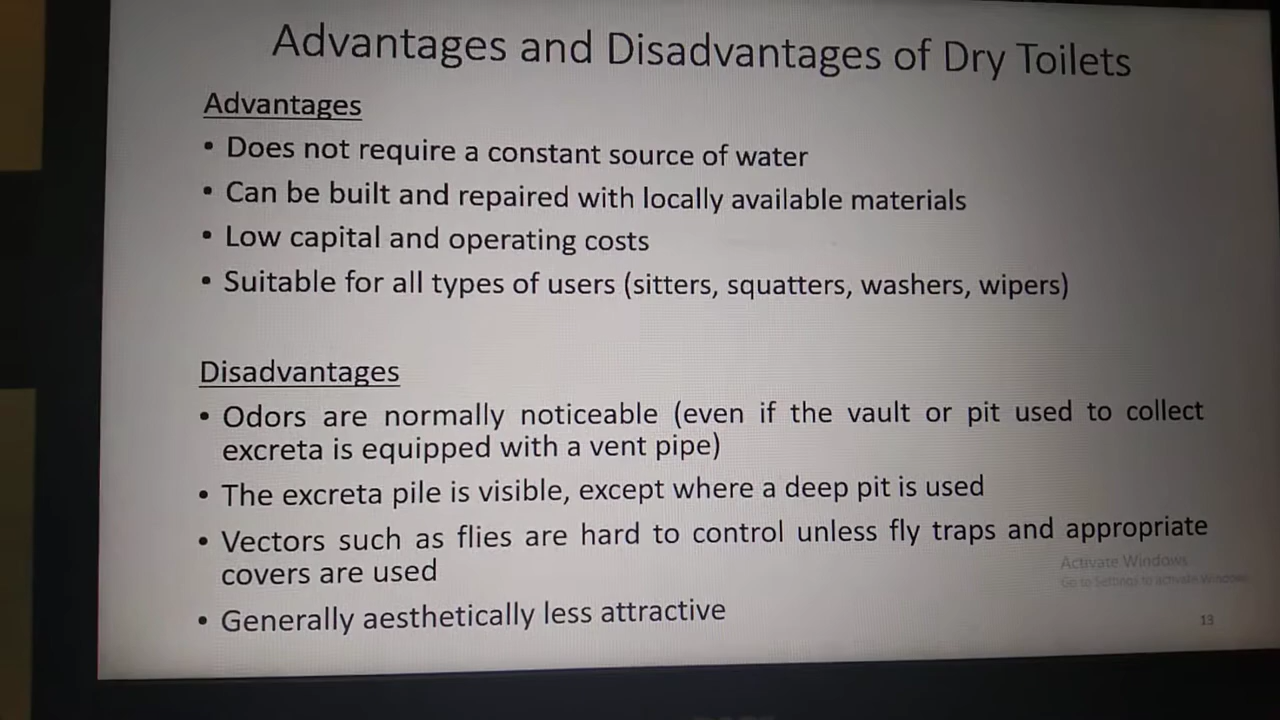 Advantages and Disadvantages of Dry Toilets
Advantages
• Does not require a constant source of water
• Can be built and repaired with locally available materials
• Low capital and operating costs
• Suitable for all types of users (sitters, squatters, washers, wipers)
Disadvantages
• Odors are normally noticeable (even if the vault or pit used to collect
excreta is equipped with a vent pipe)
• The excreta pile is visible, except where a deep pit is used
• Vectors such as flies are hard to control unless fly traps and appropriate
covers are used
Activate Windows
Go to Settings to activate Windows
• Generally aesthetically less attractive
13